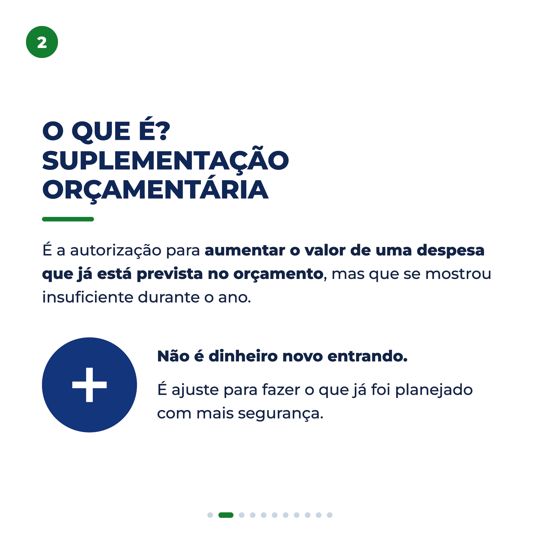 2
O QUE É?
SUPLEMENTAÇÃO
ORÇAMENTÁRIA
É a autorização para aumentar o valor de uma despesa
que já está prevista no orçamento, mas que se mostrou
insuficiente durante o ano.
Não é dinheiro novo entrando.
É ajuste para fazer o que já foi planejado
com mais segurança.